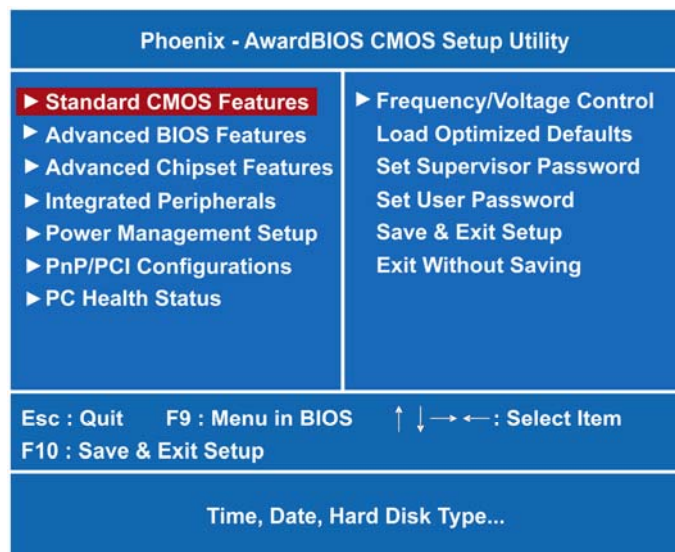 Phoenix - AwardBIOS CMOS Setup Utility
► Standard CMOS Features
► Advanced BIOS Features
► Advanced Chipset Features
► Integrated Peripherals
► Power Management Setup
► PnP/PCI Configurations
► PC Health Status
► Frequency/Voltage Control
Load Optimized Defaults
Set Supervisor Password
Set User Password
Save & Exit Setup
Exit Without Saving
Esc : Quit F9 : Menu in BIOS ↑ ↓ → ← : Select Item
F10 : Save & Exit Setup
Time, Date, Hard Disk Type...